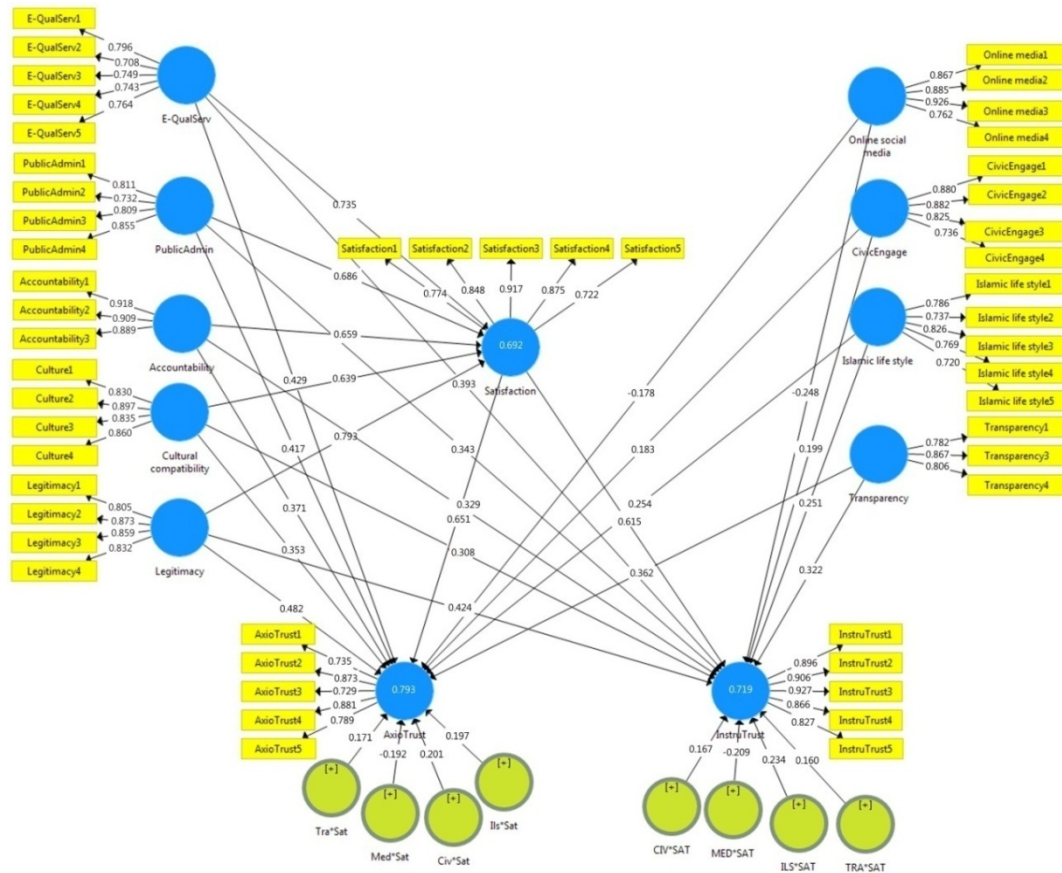 E-QualServ1
E-QualServ2
E-QualServ3
E-QualServ4
E-QualServ5
0.796
0.708
0.749
0.743
0.764
E-QualServ
PublicAdmin1
PublicAdmin2
PublicAdmin3
PublicAdmin4
0.811
0.732
0.809
0.855
PublicAdmin
Accountability1
Accountability2
Accountability3
0.918
0.909
0.889
Accountability
Culture1
Culture2
Culture3
Culture4
0.830
0.897
0.835
0.860
Cultural
compatibility
Legitimacy1
Legitimacy2
Legitimacy3
Legitimacy4
0.805
0.873
0.859
0.832
Legitimacy
Satisfaction1
Satisfaction2
Satisfaction3
Satisfaction4
Satisfaction5
0.774
0.848
0.917
0.875
0.722
0.692
Satisfaction
0.735
0.686
0.659
0.639
0.793
0.429
0.417
0.371
0.353
0.482
0.393
0.343
0.329
0.308
0.424
0.651
0.254
-0.178
0.183
0.615
0.362
-0.248
0.199
0.251
0.322
Online media1
Online media2
Online media3
Online media4
0.867
0.885
0.926
0.762
Online social
media
CivicEngage1
CivicEngage2
CivicEngage3
CivicEngage4
0.880
0.882
0.825
0.736
CivicEngage
Islamic life style1
Islamic life style2
Islamic life style3
Islamic life style4
Islamic life style5
0.786
0.737
0.826
0.769
0.720
Islamic life style
Transparency1
Transparency3
Transparency4
0.782
0.867
0.806
Transparency
AxioTrust1
AxioTrust2
AxioTrust3
AxioTrust4
AxioTrust5
0.735
0.873
0.729
0.881
0.789
0.793
AxioTrust
0.171
-0.192
0.201
0.197
[+]
[+]
[+]
[+]
Tra*Sat
Med*Sat
Civ*Sat
Ils*Sat
InstruTrust1
InstruTrust2
InstruTrust3
InstruTrust4
InstruTrust5
0.896
0.906
0.927
0.866
0.827
0.719
InstruTrust
0.167
-0.209
0.234
0.160
[+]
[+]
[+]
[+]
CIV*SAT
MED*SAT
ILS*SAT
TRA*SAT